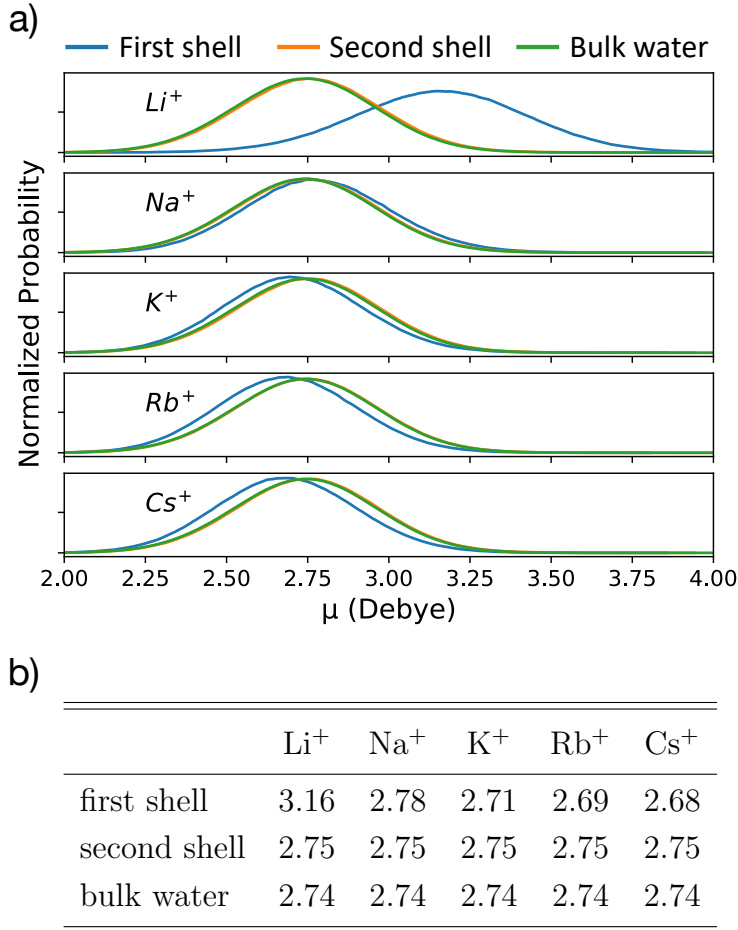 a)
First shell Second shell Bulk water
Normalized Probability
Li+
Na+
K+
Rb+
Cs+
2.00 2.25 2.50 2.75 3.00 3.25 3.50 3.75 4.00
μ (Debye)
b)
Li+ Na+ K+ Rb+ Cs+
first shell 3.16 2.78 2.71 2.69 2.68
second shell 2.75 2.75 2.75 2.75 2.75
bulk water 2.74 2.74 2.74 2.74 2.74